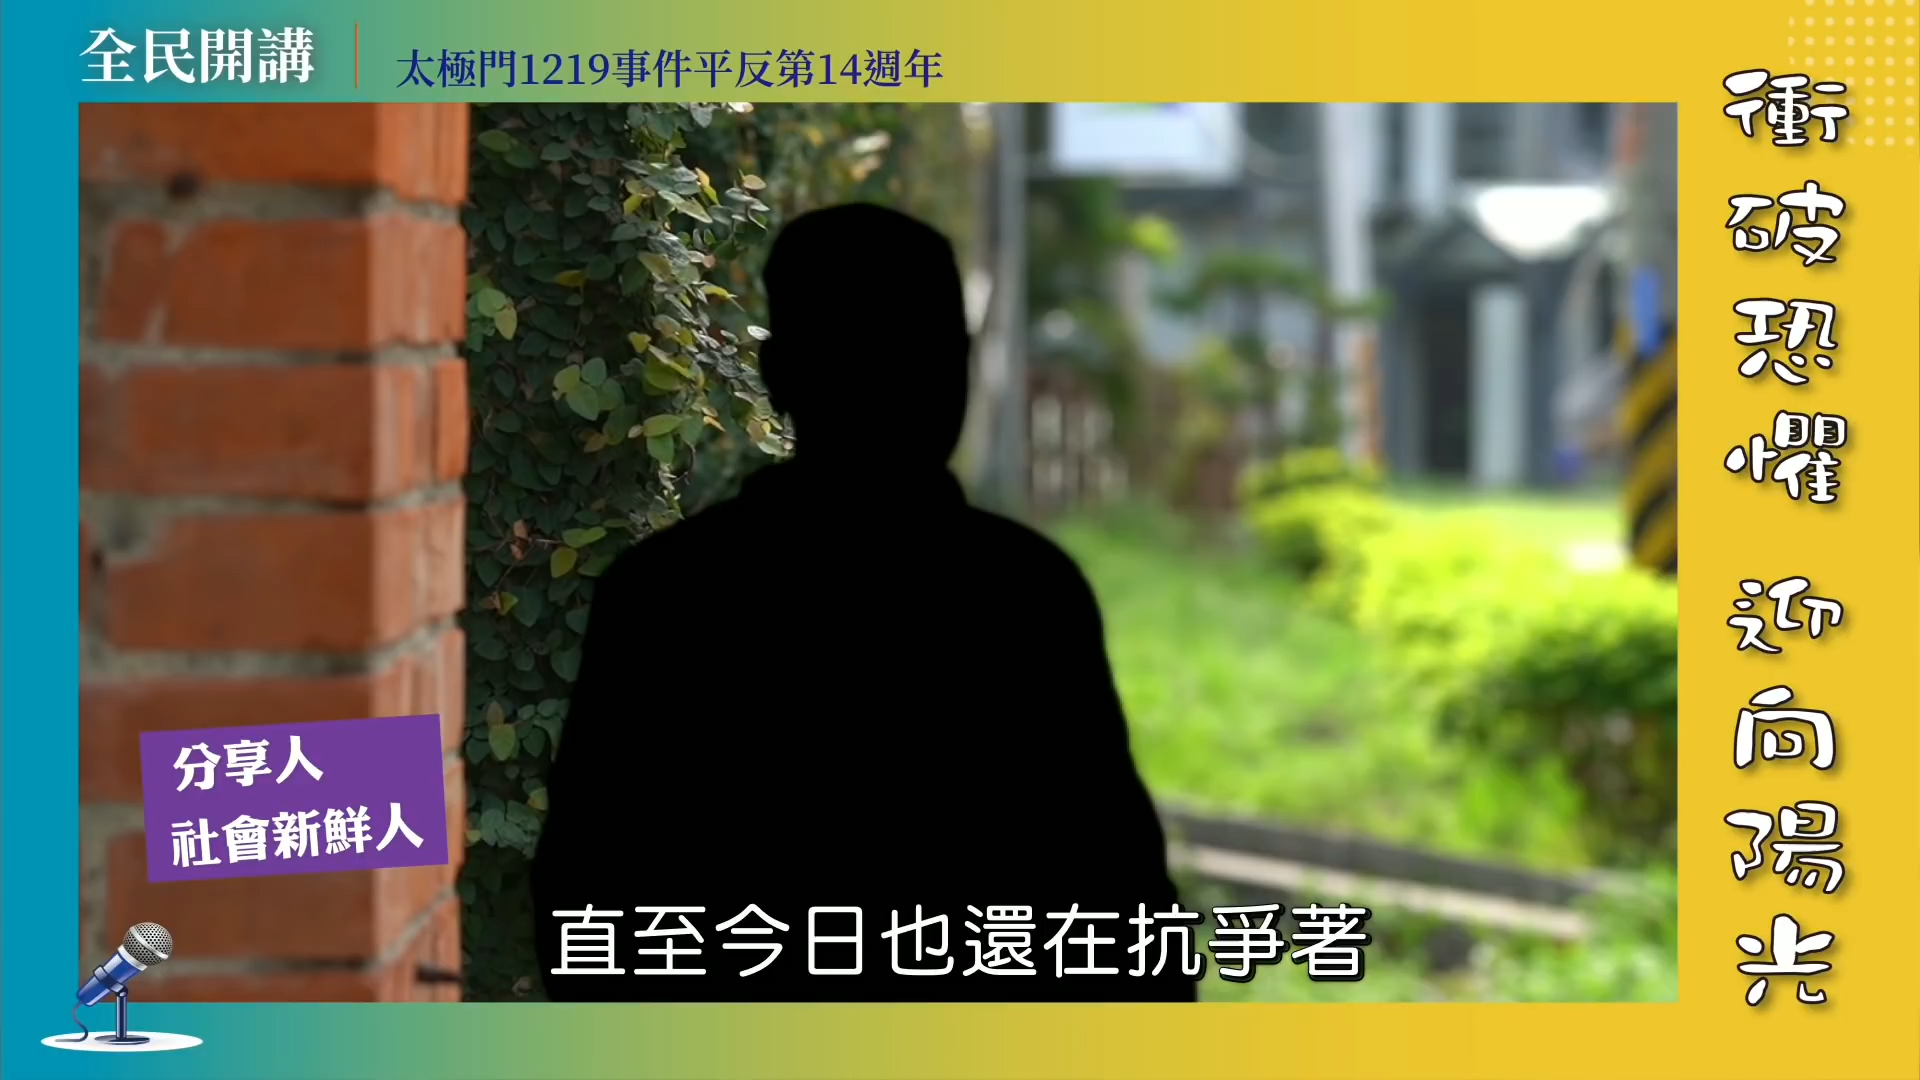 全民開講
太極門1219事件平反第14週年
衝破恐懼 迎向陽光
分享人
社會新鮮人
直至今日也還在抗爭著